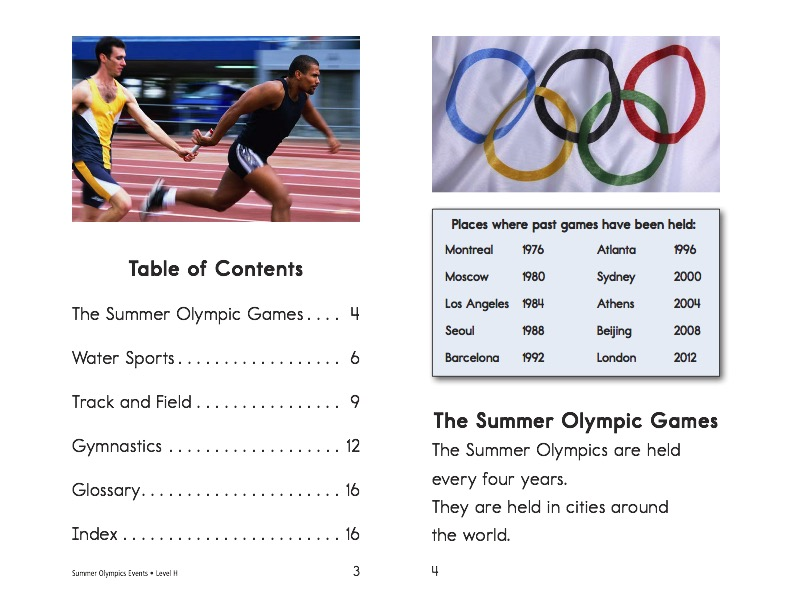 Table of Contents
The Summer Olympic Games.... 4
Water Sports.................. 6
Track and Field ................ 9
Gymnastics ................... 12
Glossary...................... 16
Index ........................ 16
Summer Olympics Events • Level H
3
Places where past games have been held:
Montreal 1976 Atlanta 1996
Moscow 1980 Sydney 2000
Los Angeles 1984 Athens 2004
Seoul 1988 Beijing 2008
Barcelona 1992 London 2012
The Summer Olympic Games
The Summer Olympics are held
every four years.
They are held in cities around
the world.
4